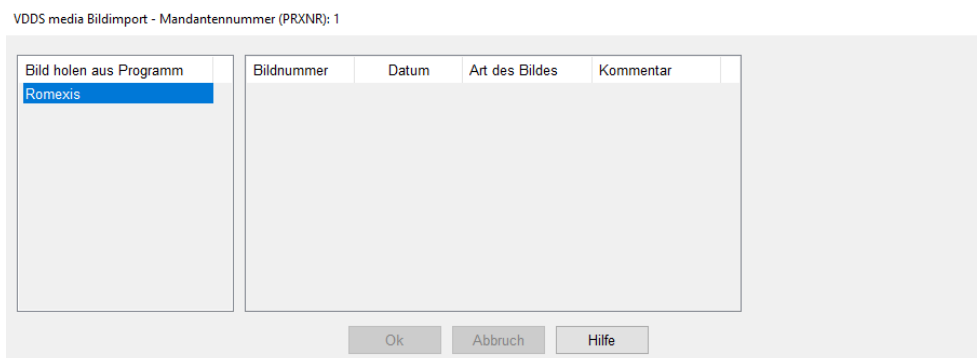 VDDS media Bildimport - Mandantennummer (PRXNR): 1
Bild holen aus Programm
Romexis
Bildnummer Datum Art des Bildes Kommentar
Ok Abbruch Hilfe